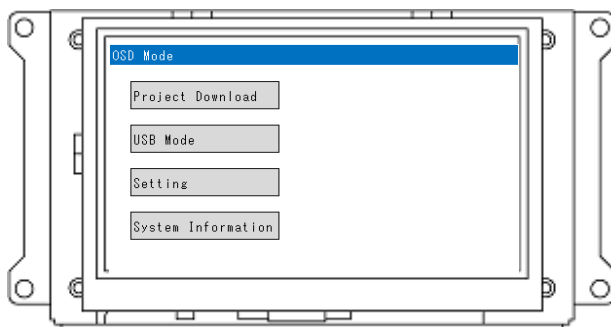 OSD Mode
Project Download
USB Mode
Setting
System Information